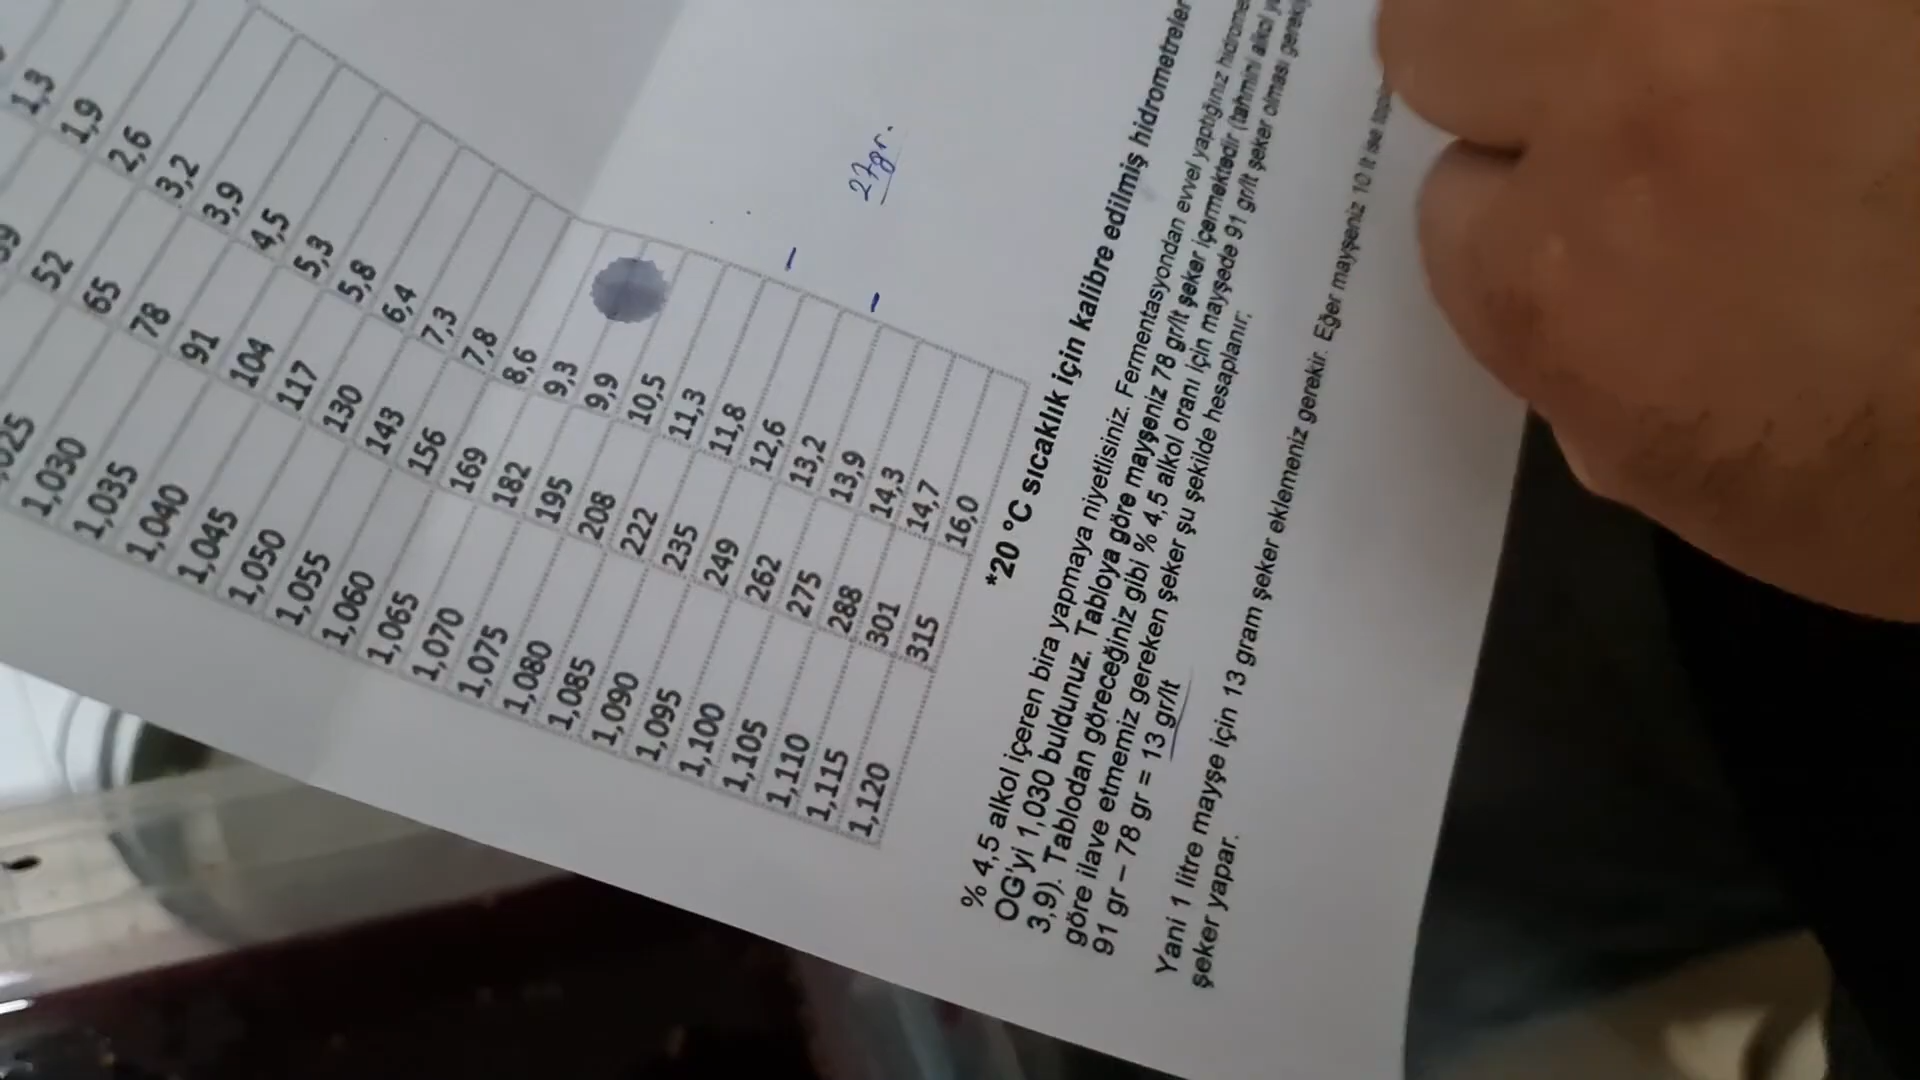 1,3
1,9
52 2,6
65 3,2
1,030 78 3,9
1,035 91 4,5
1,040 104 5,3
1,045 117 5,8
1,050 130 6,4
1,055 143 7,3
1,060 156 7,8
1,065 169 8,6
1,070 182 9,3
1,075 195 9,9
1,080 208 10,5
1,085 222 11,3
1,090 235 11,8
1,095 249 12,6
1,100 262 13,2
1,105 275 13,9
1,110 288 14,3
1,115 301 14,7
1,120 315 16,0
27gr.
*20 °C sıcaklık için kalibre edilmiş hidrometreler
% 4,5 alkol içeren bira yapmaya niyetlisiniz. Fermentasyondan evvel yaptığınız
OG'yi 1,030 buldunuz. Tabloya göre mayşeniz 78 gr/lt şeker içermektedir (tahmini alkol
3,9). Tablodan göreceğiniz gibi % 4,5 alkol oranı için mayşede 91 gr/lt şeker olması
göre ilave etmemiz gereken şeker şu şekilde hesaplanır;
91 gr – 78 gr = 13 gr/lt
Yani 1 litre mayşe için 13 gram şeker eklemeniz gerekir. Eğer mayşeniz 10 lt ise
şeker yapar.